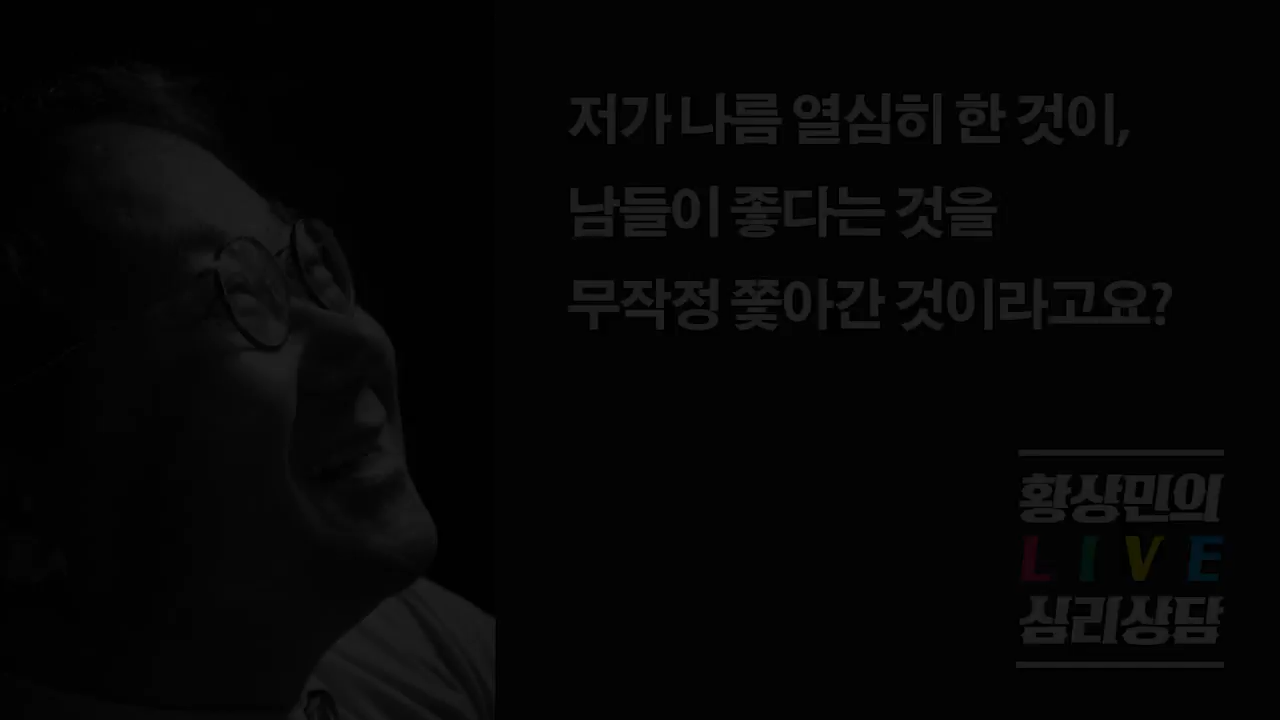 저가 나름 열심히 한 것이,
남들이 좋다는 것을
무작정 쫓아간 것이라고요?
황상민의
LIVE
심리상담